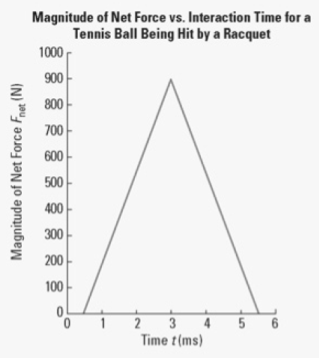 Magnitude of Net Force vs. Interaction Time for a
Tennis Ball Being Hit by a Racquet
Magnitude of Net Force Fnet (N)
1000
900
800
700
600
500
400
300
200
100
0
0 1 2 3 4 5 6
Time t (ms)